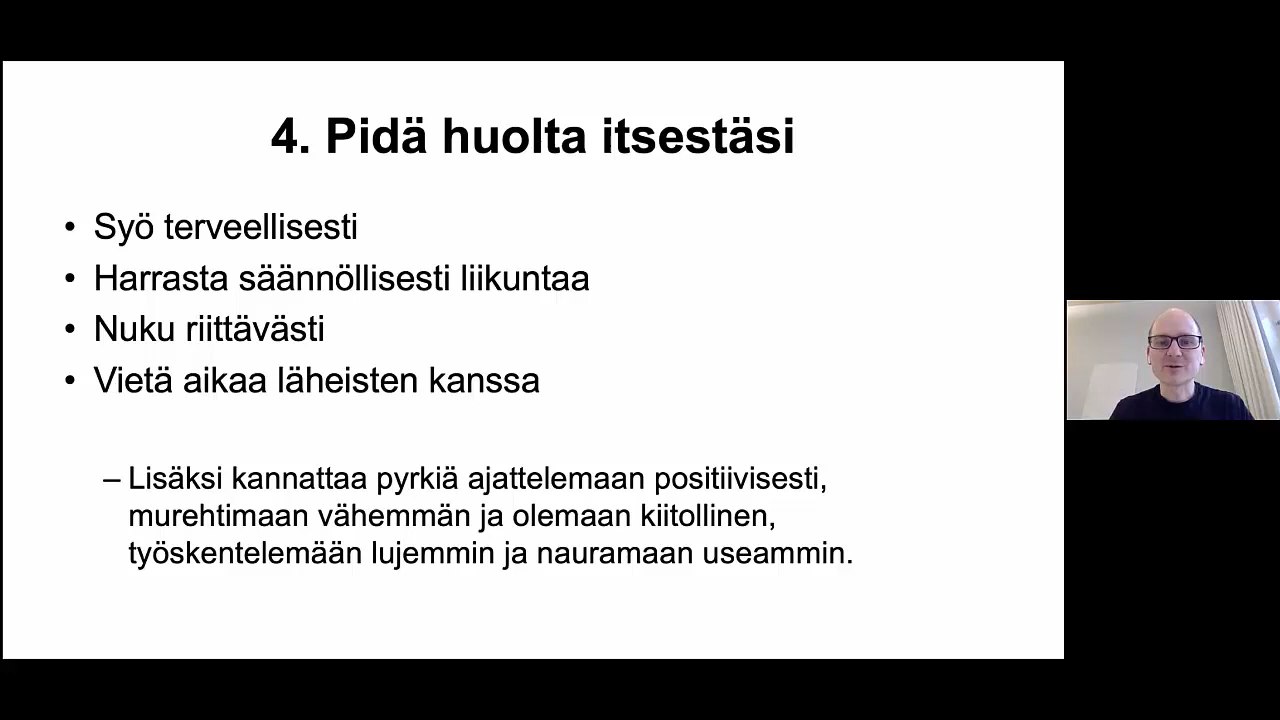 4. Pidä huolta itsestäsi
• Syö terveellisesti
• Harrasta säännöllisesti liikuntaa
• Nuku riittävästi
• Vietä aikaa läheisten kanssa
– Lisäksi kannattaa pyrkiä ajattelemaan positiivisesti,
murehtimaan vähemmän ja olemaan kiitollinen,
työskentelemään lujemmin ja nauramaan useammin.